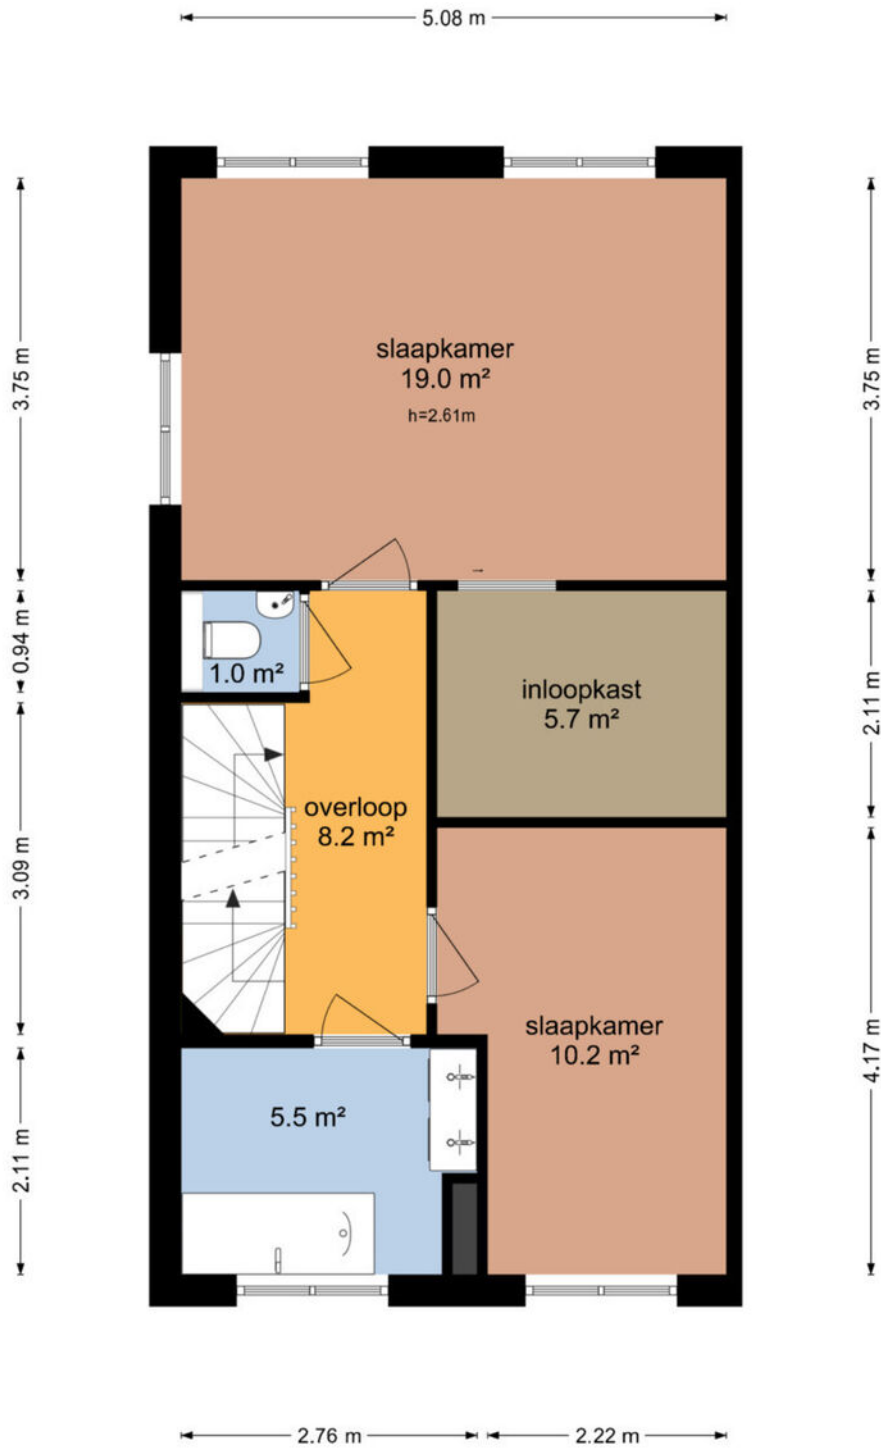 5.08 m
3.75 m
3.75 m
slaapkamer
19.0 m²
h=2.61m
0.94 m
1.0 m²
inloopkast
5.7 m²
2.11 m
overloop
8.2 m²
3.09 m
slaapkamer
10.2 m²
4.17 m
5.5 m²
2.11 m
2.76 m
2.22 m